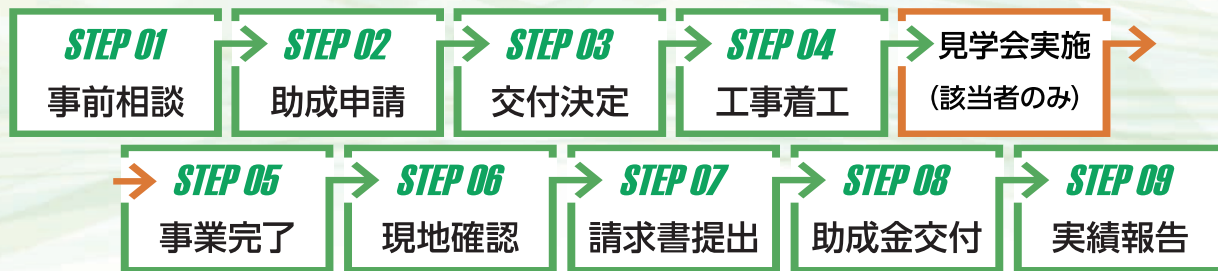 STEP 01
事前相談
STEP 02
助成申請
STEP 03
交付決定
STEP 04
工事着工
見学会実施
（該当者のみ）
STEP 05
事業完了
STEP 06
現地確認
STEP 07
請求書提出
STEP 08
助成金交付
STEP 09
実績報告